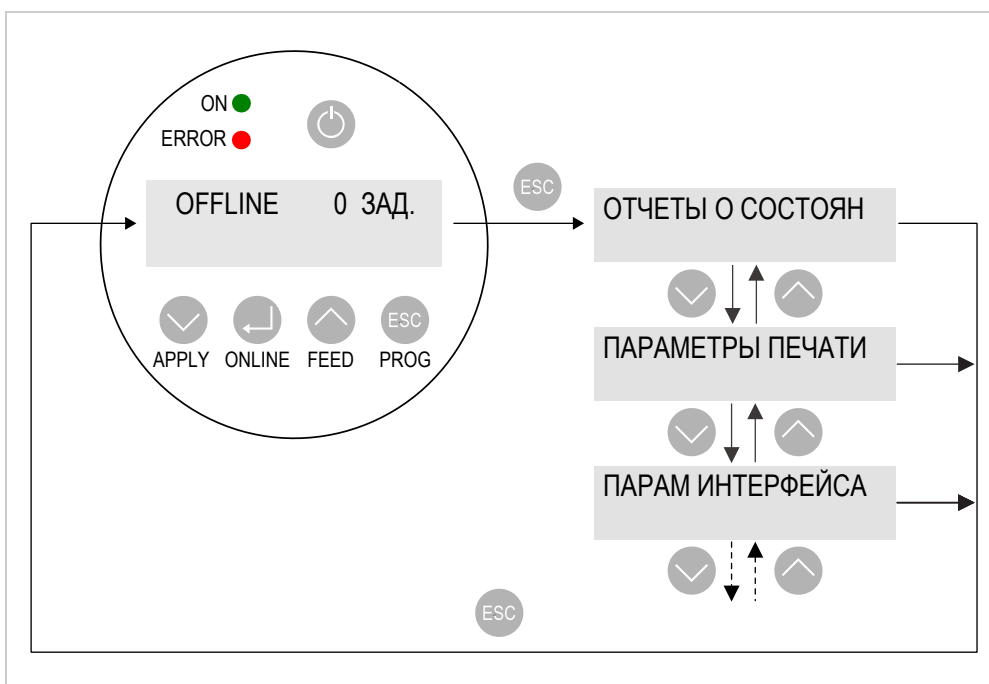 ON
ERROR
OFFLINE 0 ЗАД.
APPLY ONLINE FEED PROG
ESC
ESC
ОТЧЕТЫ О СОСТОЯН
ПАРАМЕТРЫ ПЕЧАТИ
ПАРАМ ИНТЕРФЕЙСА
ESC